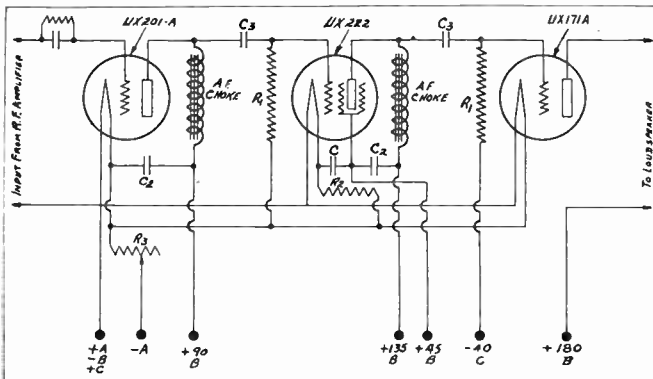 UX201-A
UX222
UX171A
C3
C3
A.F. CHOKE
R1
A.F. CHOKE
R1
INPUT FROM R.F. AMPLIFIER
TO LOUDSPEAKER
C2
C
C2
R2
R3
+A
-B
+C
-A
+90
B
+135
B
+45
B
-40
C
+180
B